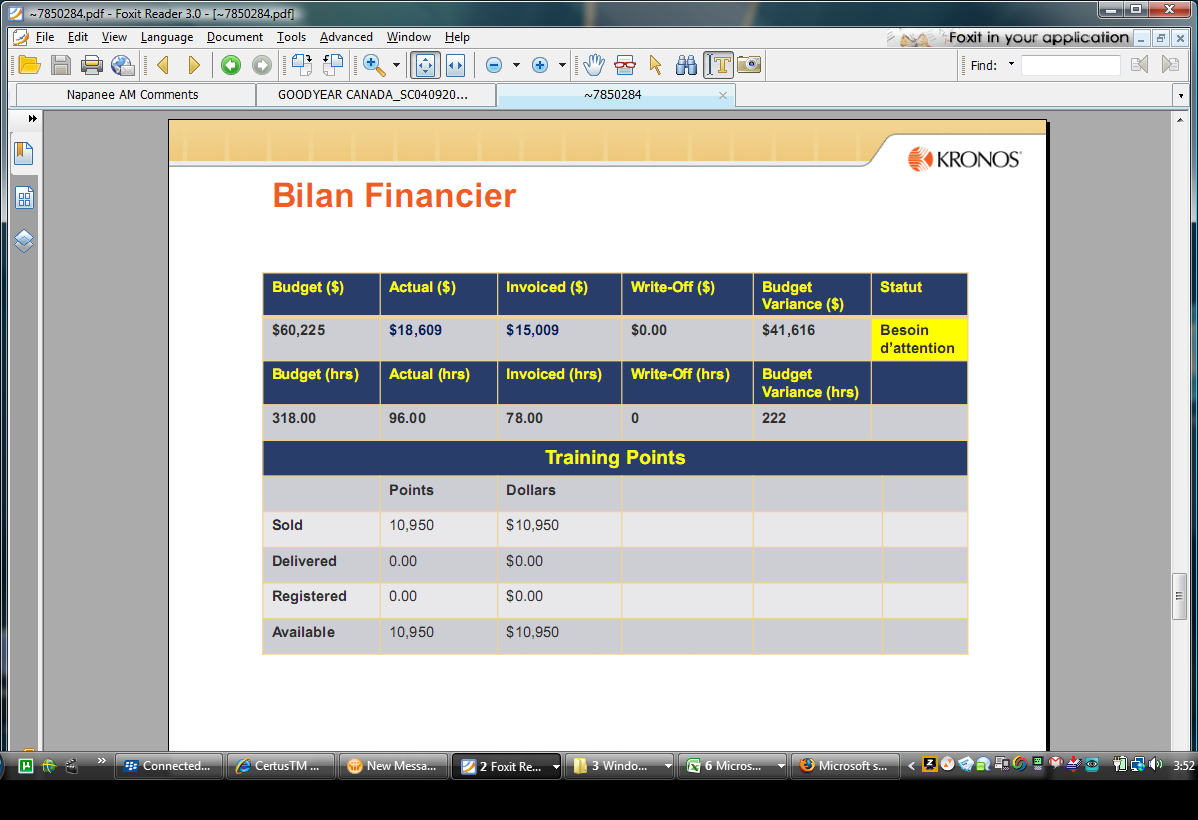 ~7850284.pdf - Foxit Reader 3.0 - [~7850284.pdf]
File Edit View Language Document Tools Advanced Window Help
Foxit in your application
Find:
Napanee AM Comments
GOODYEAR CANADA_SC040920...
~7850284
KRONOS
Bilan Financier
Budget ($) Actual ($) Invoiced ($) Write-Off ($) Budget Variance ($) Statut
$60,225 $18,609 $15,009 $0.00 $41,616 Besoin d’attention
Budget (hrs) Actual (hrs) Invoiced (hrs) Write-Off (hrs) Budget Variance (hrs)
318.00 96.00 78.00 0 222
Training Points
Points Dollars
Sold 10,950 $10,950
Delivered 0.00 $0.00
Registered 0.00 $0.00
Available 10,950 $10,950
Connected... CertusTM ... New Messa... 2 Foxit Re... 3 Windo... 6 Micros... Microsoft s... 3:52